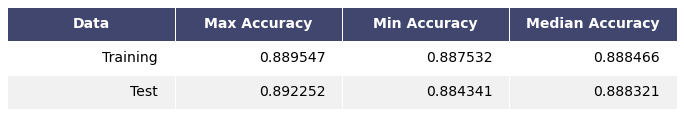 Data Max Accuracy Min Accuracy Median Accuracy
Training 0.889547 0.887532 0.888466
Test 0.892252 0.884341 0.888321